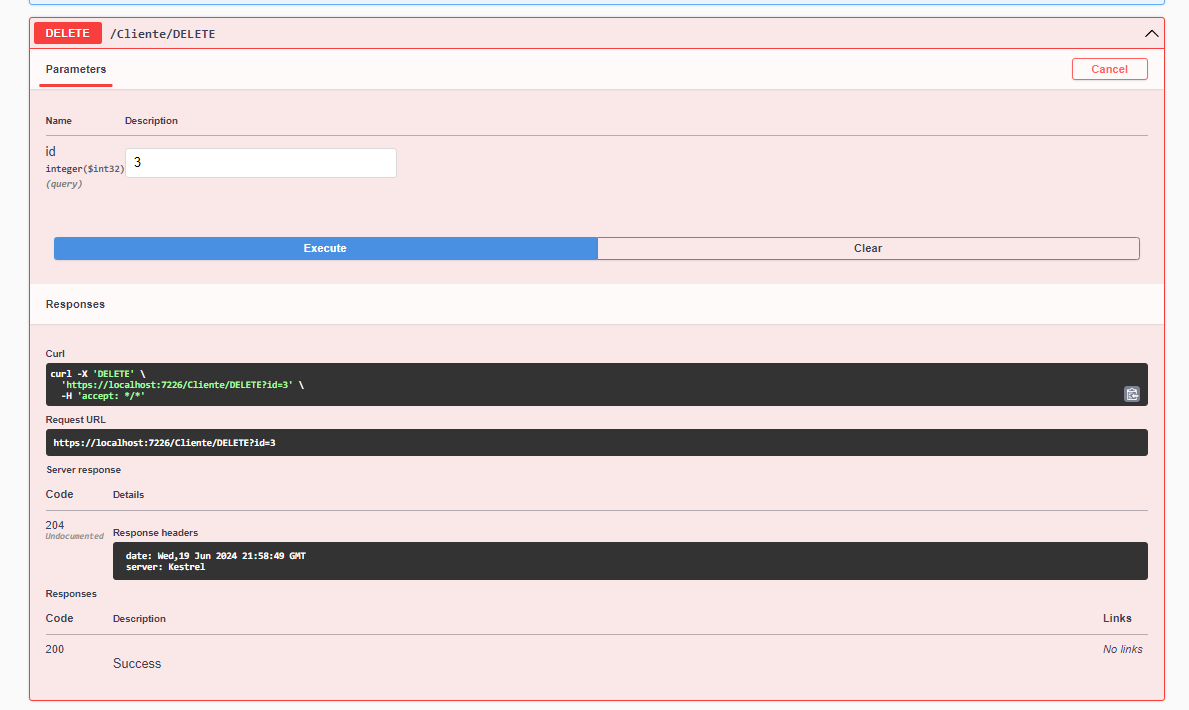 DELETE /Cliente/DELETE
Parameters
Cancel
Name Description
id
integer($int32)
(query)
3
Execute Clear
Responses
Curl
curl -X 'DELETE' \
'https://localhost:7226/Cliente/DELETE?id=3' \
-H 'accept: */*'
Request URL
https://localhost:7226/Cliente/DELETE?id=3
Server response
Code Details
204
Undocumented
Response headers
date: Wed,19 Jun 2024 21:58:49 GMT
server: Kestrel
Responses
Code Description Links
200
Success
No links